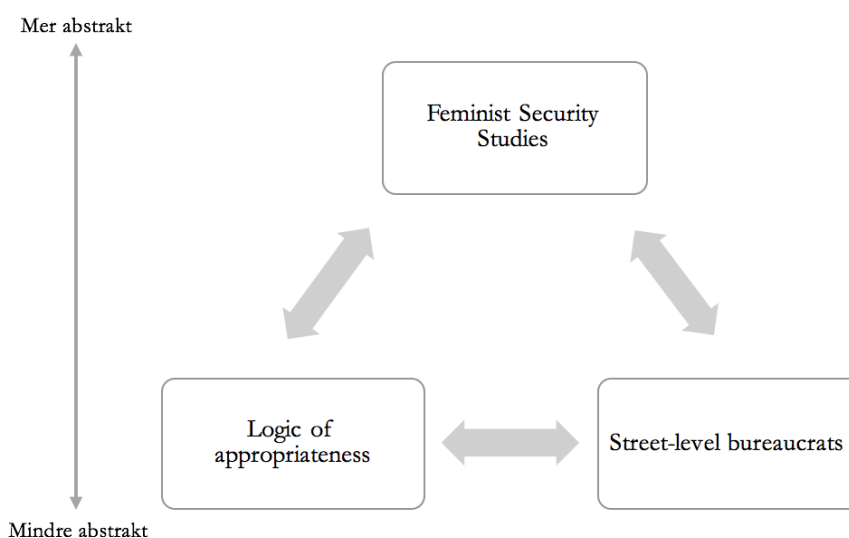 Mer abstrakt
Feminist Security
Studies
Logic of
appropriateness
Street-level bureaucrats
Mindre abstrakt